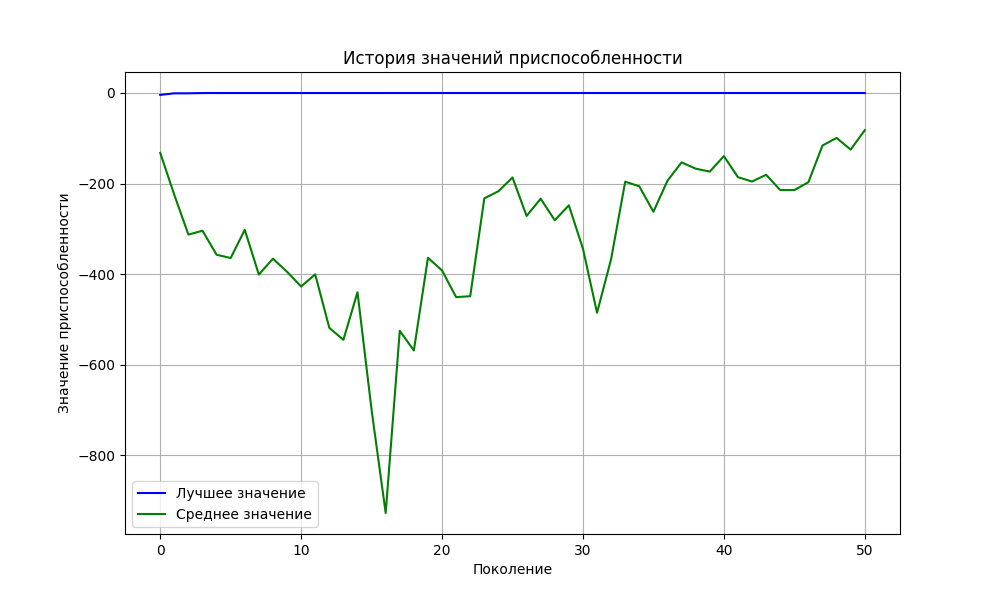 История значений приспособленности
Значение приспособленности
0
−200
−400
−600
−800
Лучшее значение
Среднее значение
0 10 20 30 40 50
Поколение